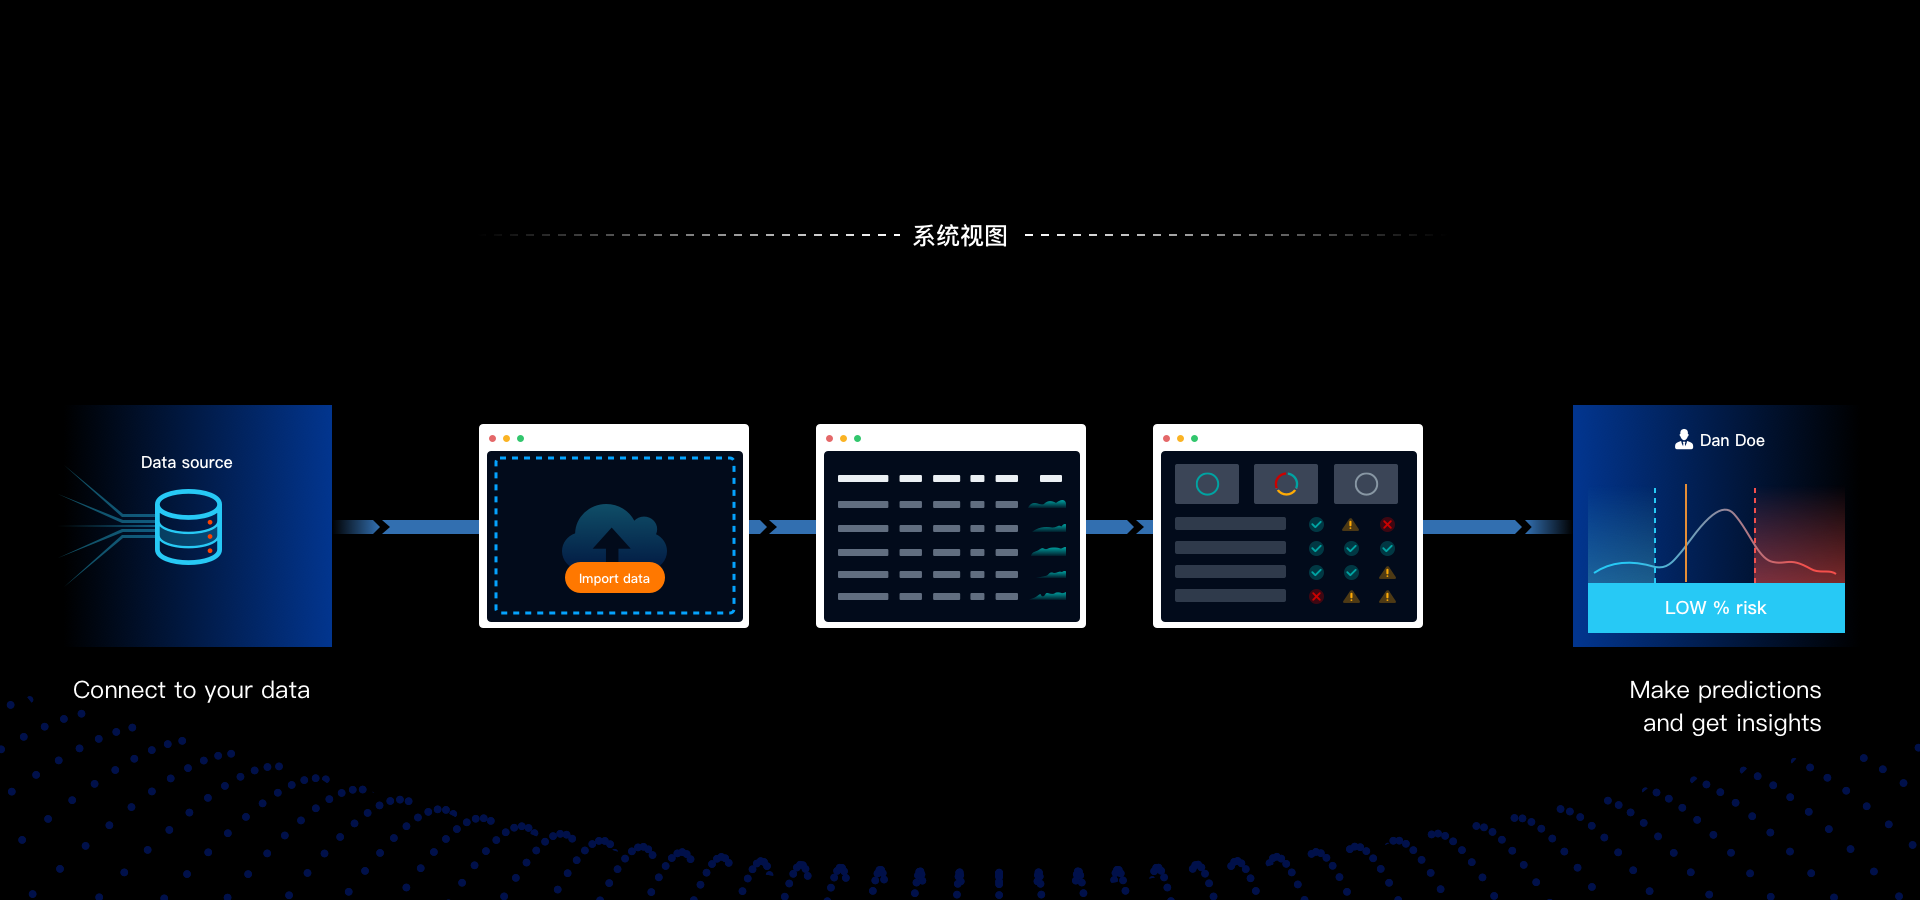 系统视图
Data source
Import data
Dan Doe
LOW % risk
Connect to your data
Make predictions
and get insights